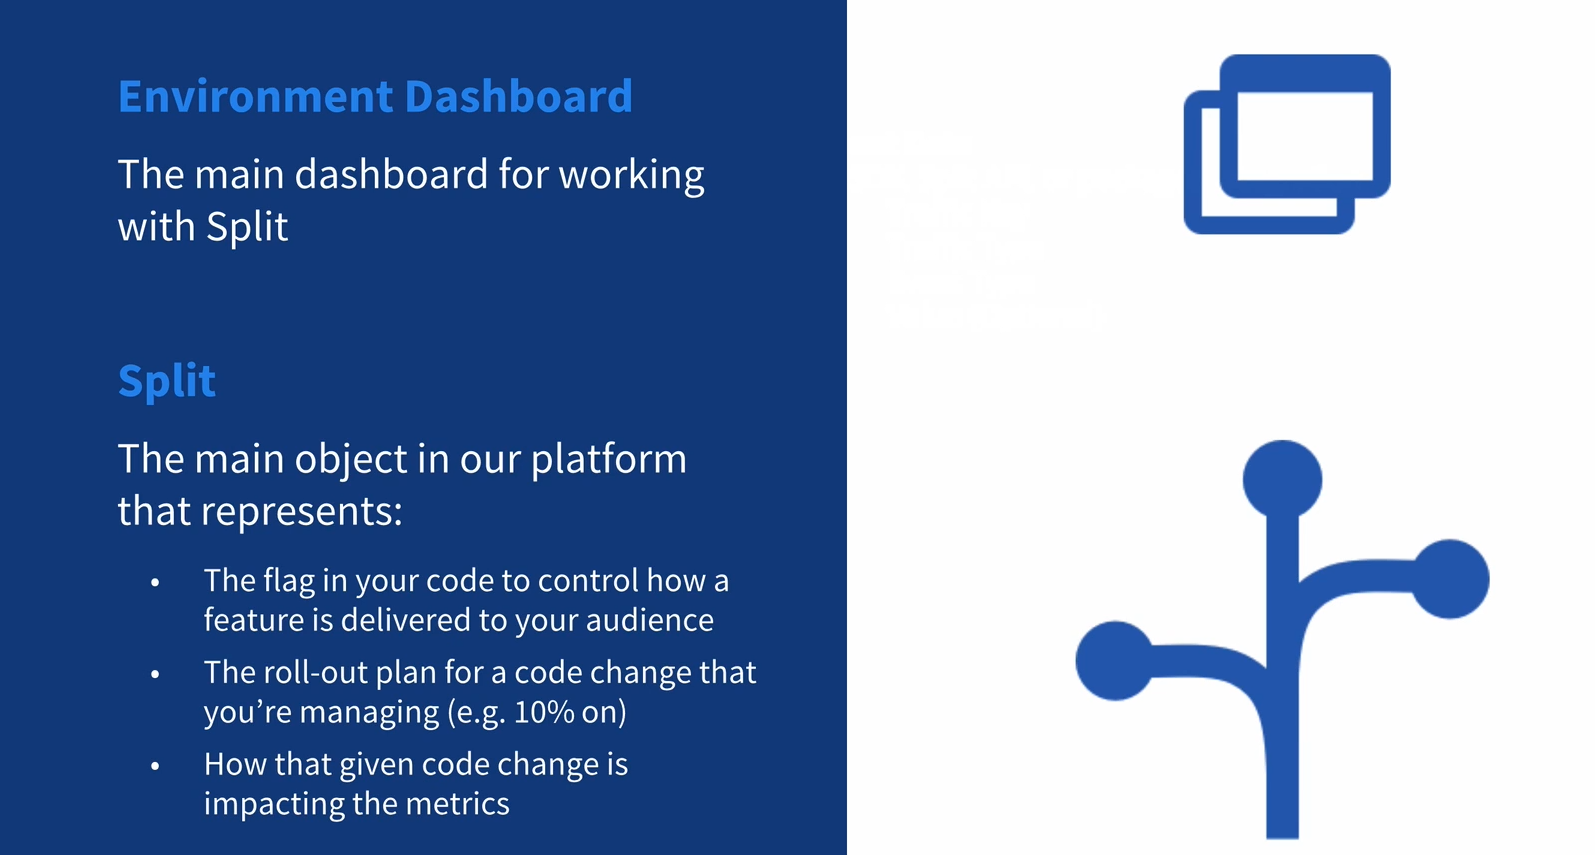 Environment Dashboard
The main dashboard for working
with Split
Split
The main object in our platform
that represents:
• The flag in your code to control how a
feature is delivered to your audience
• The roll-out plan for a code change that
you’re managing (e.g. 10% on)
• How that given code change is
impacting the metrics